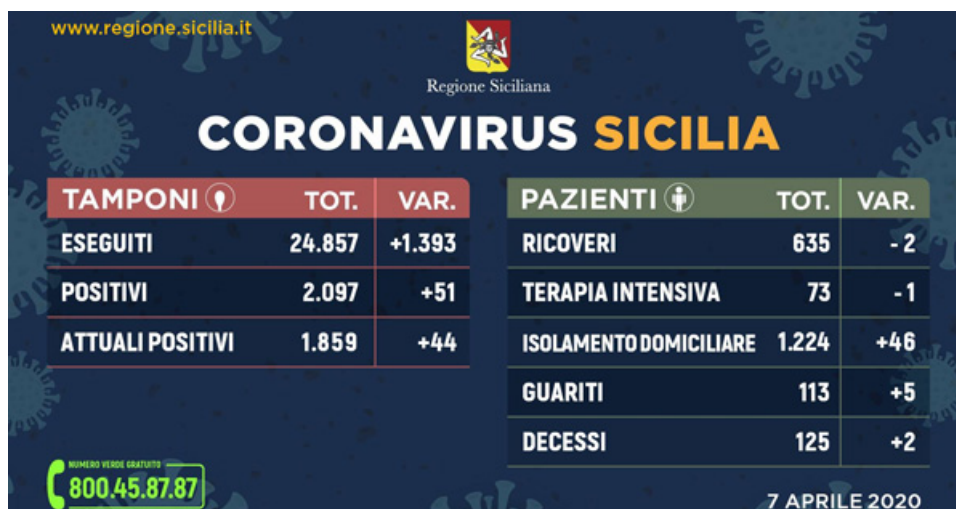 www.regione.sicilia.it
Regione Siciliana
CORONAVIRUS SICILIA
TAMPONI TOT. VAR.
ESEGUITI 24.857 +1.393
POSITIVI 2.097 +51
ATTUALI POSITIVI 1.859 +44
PAZIENTI TOT. VAR.
RICOVERI 635 - 2
TERAPIA INTENSIVA 73 - 1
ISOLAMENTO DOMICILIARE 1.224 +46
GUARITI 113 +5
DECESSI 125 +2
NUMERO VERDE GRATUITO
800.45.87.87
7 APRILE 2020